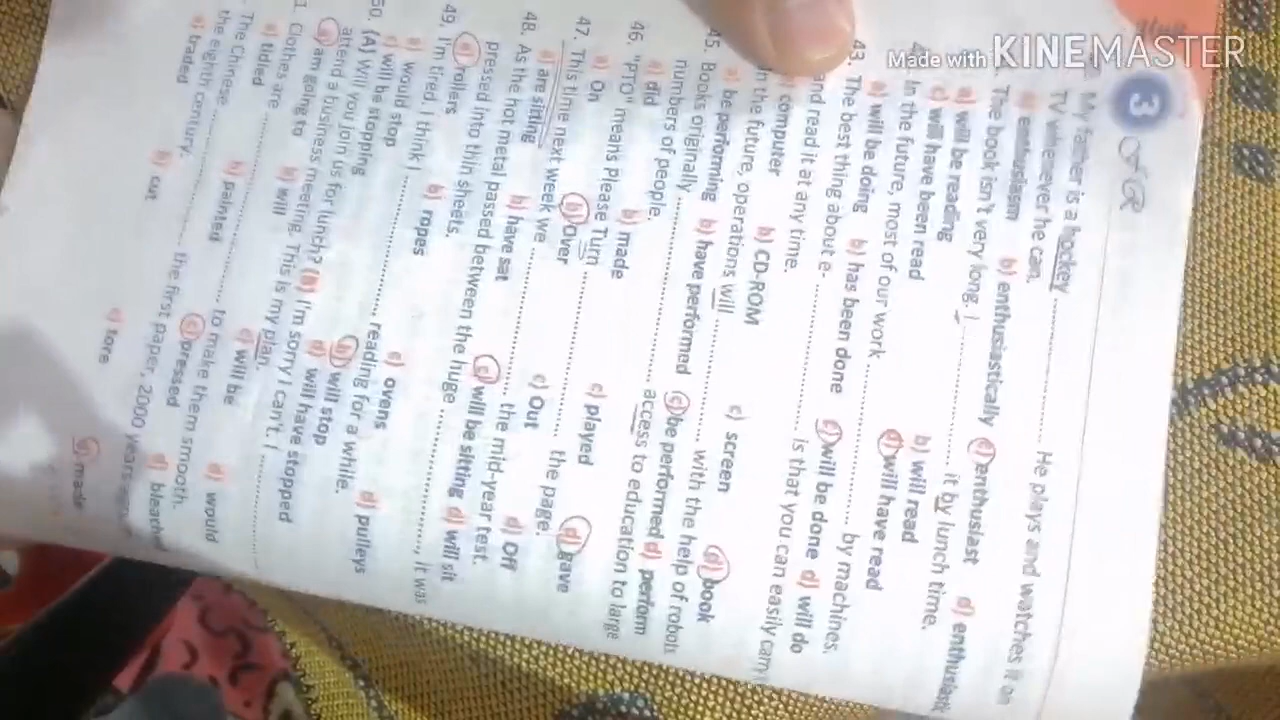 Made with KINEMASTER
3
My father is a hockey .................... He plays and watches it on
TV wherever he can.
enthusiasm b) enthusiastically c) enthusiast d) enthusiastic
The book isn't very long. I .................... it by lunch time.
a) will be reading b) will read
c) will have been read d) will have read
In the future, most of our work .................... by machines.
a) will be doing b) has been done c) will be done d) will do
43. The best thing about e- .................... is that you can easily carry
and read it at any time.
computer b) CD-ROM c) screen d) book
In the future, operations will .................... with the help of robots
a) be performing b) have performed c) be performed d) perform
45. Books originally .................... access to education to large
numbers of people.
a) did b) made c) played d) gave
46. "PTO" means Please Turn .................... the page.
a) On b) Over c) Out d) Off
47. This time next week we .................... the mid-year test.
a) are sitting b) have sat c) will be sitting d) will sit
48. As the hot metal passed between the huge ...................., it was
pressed into thin sheets.
a) rollers b) ropes c) ovens d) pulleys
49. I'm tired, I think I .................... reading for a while.
a) would stop b) will stop
c) will be stopping d) will have stopped
50. (A) Will you join us for lunch? (B) I'm sorry I can't. I ....................
attend a business meeting. This is my plan.
a) am going to b) will c) will be d) would
1. Clothes are .................... to make them smooth.
a) tidied b) painted c) pressed d) bleached
The Chinese .................... the first paper, 2000 years
the eighth century.
a) traded b) cut c) tore d) made